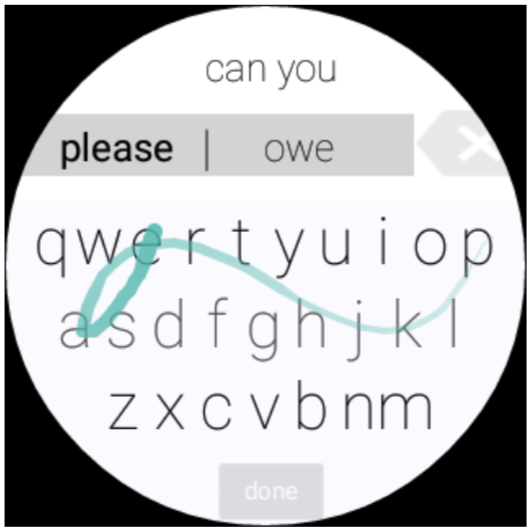 can you
please | owe
q w e r t y u i o p
a s d f g h j k l
z x c v b n m
done